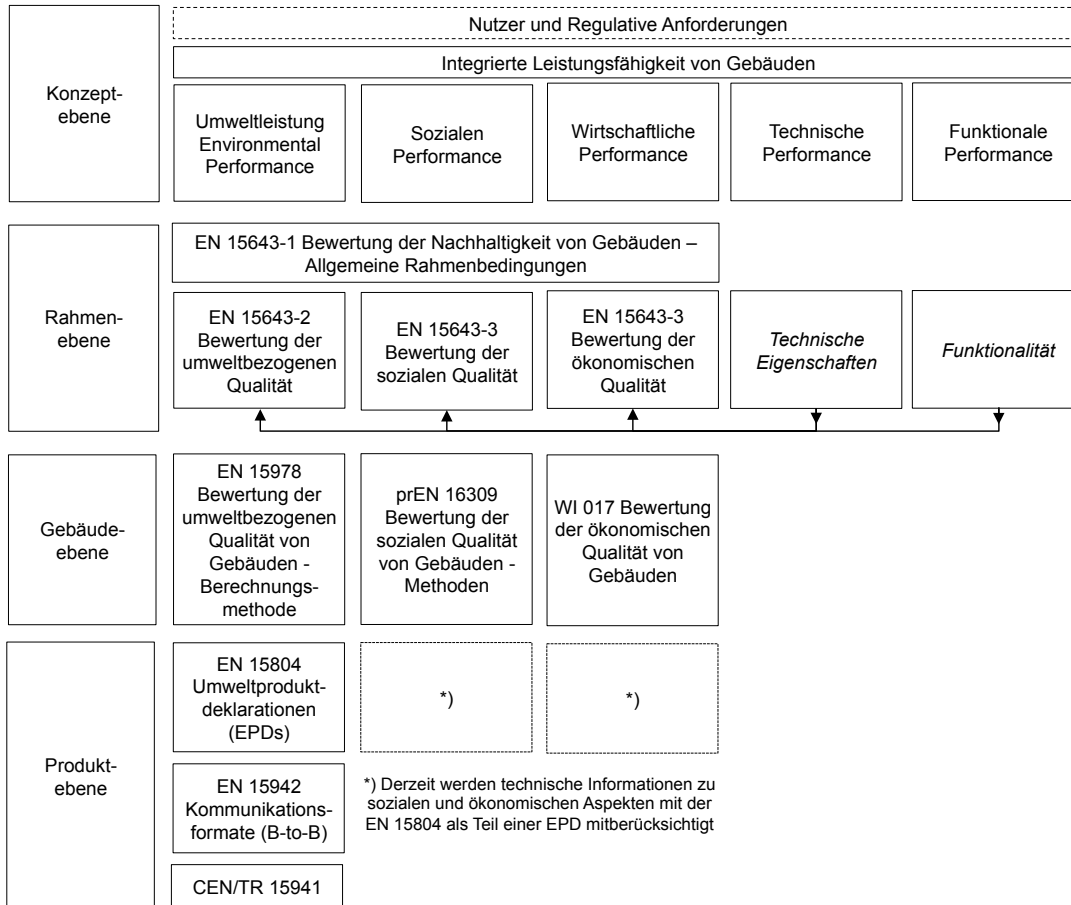 Nutzer und Regulative Anforderungen
Integrierte Leistungsfähigkeit von Gebäuden
Konzept-
ebene
Umweltleistung
Environmental
Performance
Sozialen
Performance
Wirtschaftliche
Performance
Technische
Performance
Funktionale
Performance
EN 15643-1 Bewertung der Nachhaltigkeit von Gebäuden –
Allgemeine Rahmenbedingungen
Rahmen-
ebene
EN 15643-2
Bewertung der
umweltbezogenen
Qualität
EN 15643-3
Bewertung der
sozialen Qualität
EN 15643-3
Bewertung der
ökonomischen
Qualität
Technische
Eigenschaften
Funktionalität
Gebäude-
ebene
EN 15978
Bewertung der
umweltbezogenen
Qualität von
Gebäuden -
Berechnungs-
methode
prEN 16309
Bewertung der
sozialen Qualität
von Gebäuden -
Methoden
WI 017 Bewertung
der ökonomischen
Qualität von
Gebäuden
Produkt-
ebene
EN 15804
Umweltprodukt-
deklarationen
(EPDs)
*)
*)
EN 15942
Kommunikations-
formate (B-to-B)
*) Derzeit werden technische Informationen zu
sozialen und ökonomischen Aspekten mit der
EN 15804 als Teil einer EPD mitberücksichtigt
CEN/TR 15941